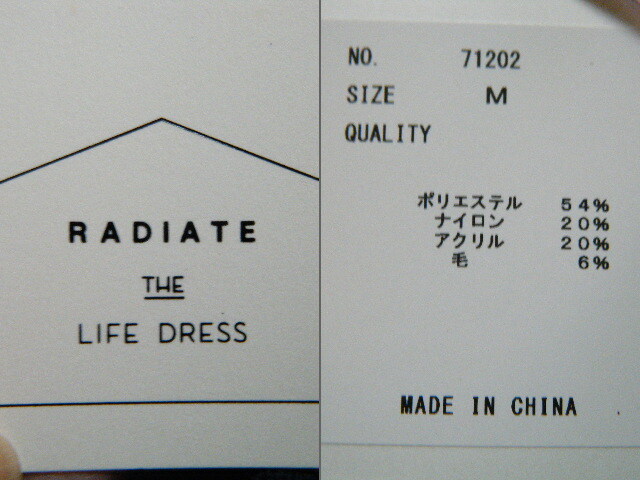 RADIATE
THE
LIFE DRESS
NO. 71202
SIZE M
QUALITY
ポリエステル 54%
ナイロン 20%
アクリル 20%
毛 6%
MADE IN CHINA